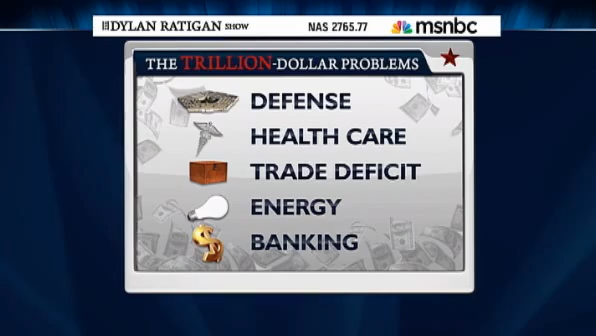 THE DYLAN RATIGAN SHOW NAS 2765.77 msnbc
THE TRILLION-DOLLAR PROBLEMS
DEFENSE
HEALTH CARE
TRADE DEFICIT
ENERGY
BANKING